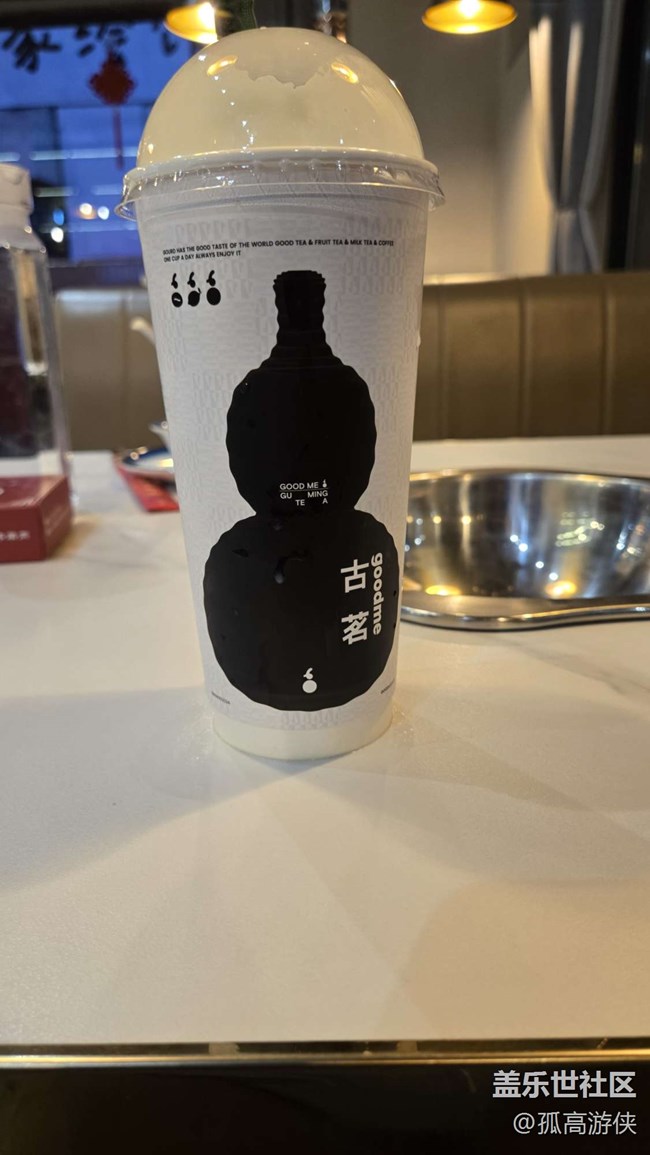 GOOD HAS THE GOOD TASTE OF THE WORLD GOOD TEA & FRUIT TEA & MILK TEA & COFFEE
ONE CUP A DAY ALWAYS ENJOY IT
GOOD ME
GU MING
TE A
古茗
goodme
盖乐世社区
@孤高游侠